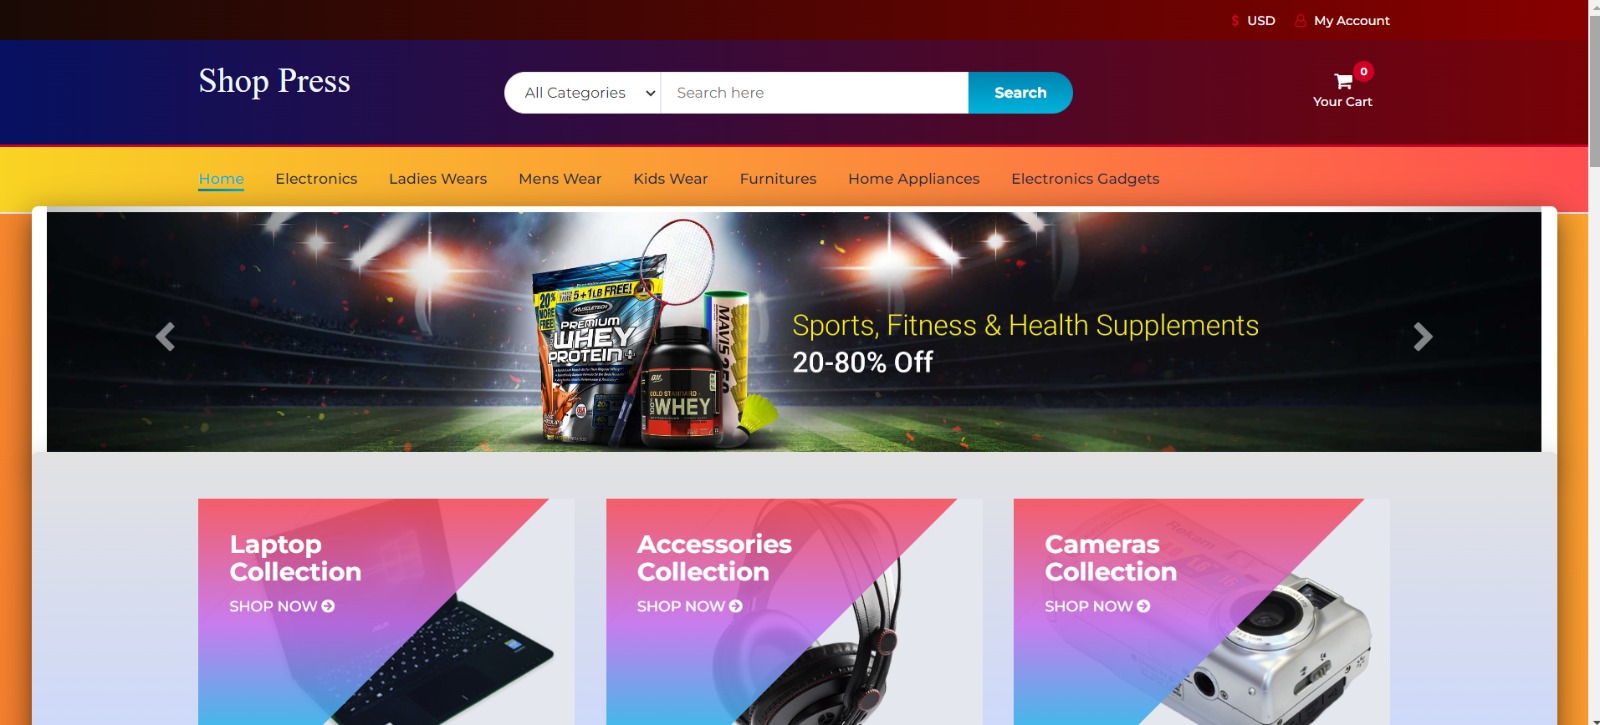 $ USD My Account
Shop Press
All Categories
Search here
Search
0
Your Cart
Home
Electronics
Ladies Wears
Mens Wear
Kids Wear
Furnitures
Home Appliances
Electronics Gadgets
20%
MORE
FREE!
5+1LB FREE!
MUSCLETECH
PREMIUM
WHEY
PROTEIN+
GOLD STANDARD
100% WHEY
MAVIS
Sports, Fitness & Health Supplements
20-80% Off
Laptop
Collection
SHOP NOW
Accessories
Collection
SHOP NOW
Cameras
Collection
SHOP NOW
Rekam